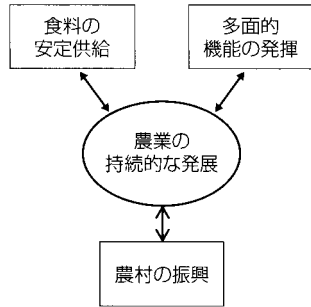 食料の
安定供給
多面的
機能の発揮
農業の
持続的な発展
農村の振興